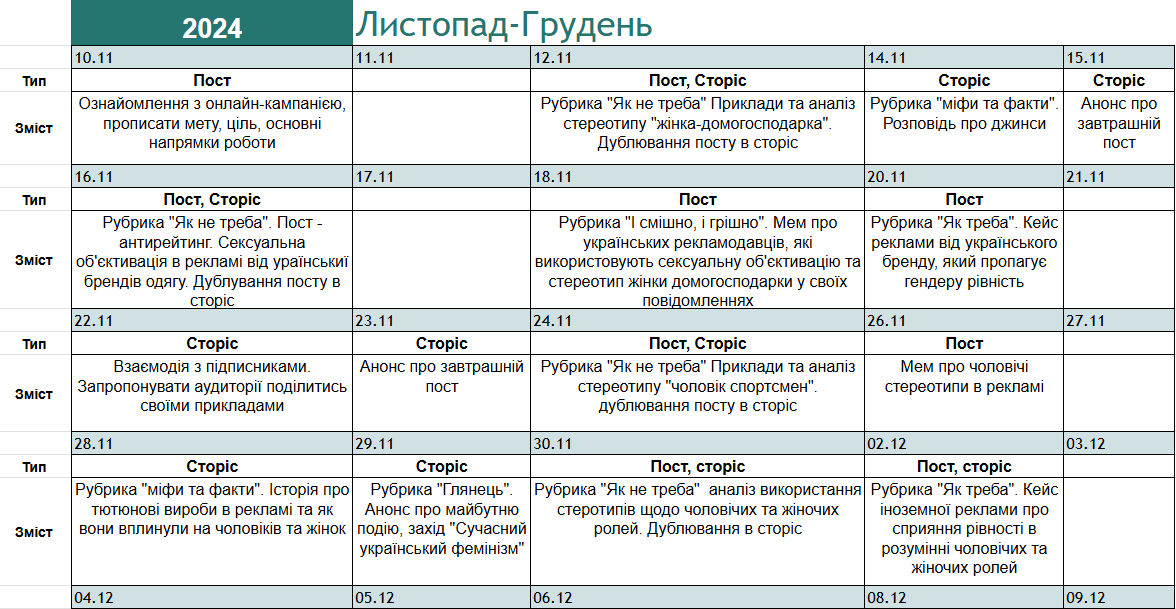 2024 Листопад-Грудень
10.11 11.11 12.11 14.11 15.11
Тип Пост Пост, Сторіс Сторіс Сторіс
Зміст
Ознайомлення з онлайн-кампанією,
прописати мету, ціль, основні
напрямки роботи
Рубрика "Як не треба" Приклади та аналіз
стереотипу "жінка-домогосподарка".
Дублювання посту в сторіс
Рубрика "міфи та факти".
Розповідь про джинси
Анонс про
завтрашній
пост
16.11 17.11 18.11 20.11 21.11
Тип Пост, Сторіс Пост Пост
Зміст
Рубрика "Як не треба". Пост -
антирейтинг. Сексуальна
об'єктивація в рекламі від ураїнськиї
брендів одягу. Дублування посту в
сторіс
Рубрика "І смішно, і грішно". Мем про
українських рекламодавців, які
використовують сексуальну об'єктивацію та
стереотип жінки домогосподарки у своїх
повідомленнях
Рубрика "Як треба". Кейс
реклами від українського
бренду, який пропагує
гендеру рівність
22.11 23.11 24.11 26.11 27.11
Тип Сторіс Сторіс Пост, Сторіс Пост
Зміст
Взаємодія з підписниками.
Запропонувати аудиторії поділитись
своїми прикладами
Анонс про завтрашній
пост
Рубрика "Як не треба" Приклади та аналіз
стереотипу "чоловік спортсмен".
дублювання посту в сторіс
Мем про чоловічі
стереотипи в рекламі
28.11 29.11 30.11 02.12 03.12
Тип Сторіс Сторіс Пост, сторіс Пост, сторіс
Зміст
Рубрика "міфи та факти". Історія про
тютюнові вироби в рекламі та як
вони вплинули на чоловіків та жінок
Рубрика "Глянець".
Анонс про майбутню
подію, захід "Сучасний
український фемінізм"
Рубрика "Як не треба" аналіз використання
стеротипів щодо чоловічих та жіночих
ролей. Дублювання в сторіс
Рубрика "Як треба". Кейс
іноземної реклами про
сприяння рівності в
розумінні чоловічих та
жіночих ролей
04.12 05.12 06.12 08.12 09.12